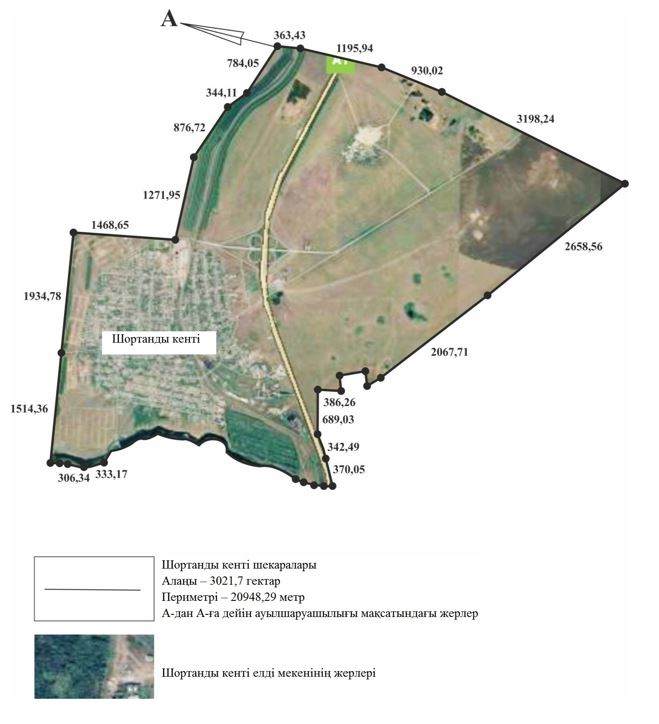 А
363,43
1195,94
784,05
А1
930,02
344,11
3198,24
876,72
1271,95
1468,65
2658,56
1934,78
Шортанды кенті
2067,71
386,26
1514,36
689,03
342,49
306,34 333,17
370,05
Шортанды кенті шекаралары
Алаңы – 3021,7 гектар
Периметрі – 20948,29 метр
А-дан А-ға дейін ауылшаруашылығы мақсатындағы жерлер
Шортанды кенті елді мекенінің жерлері